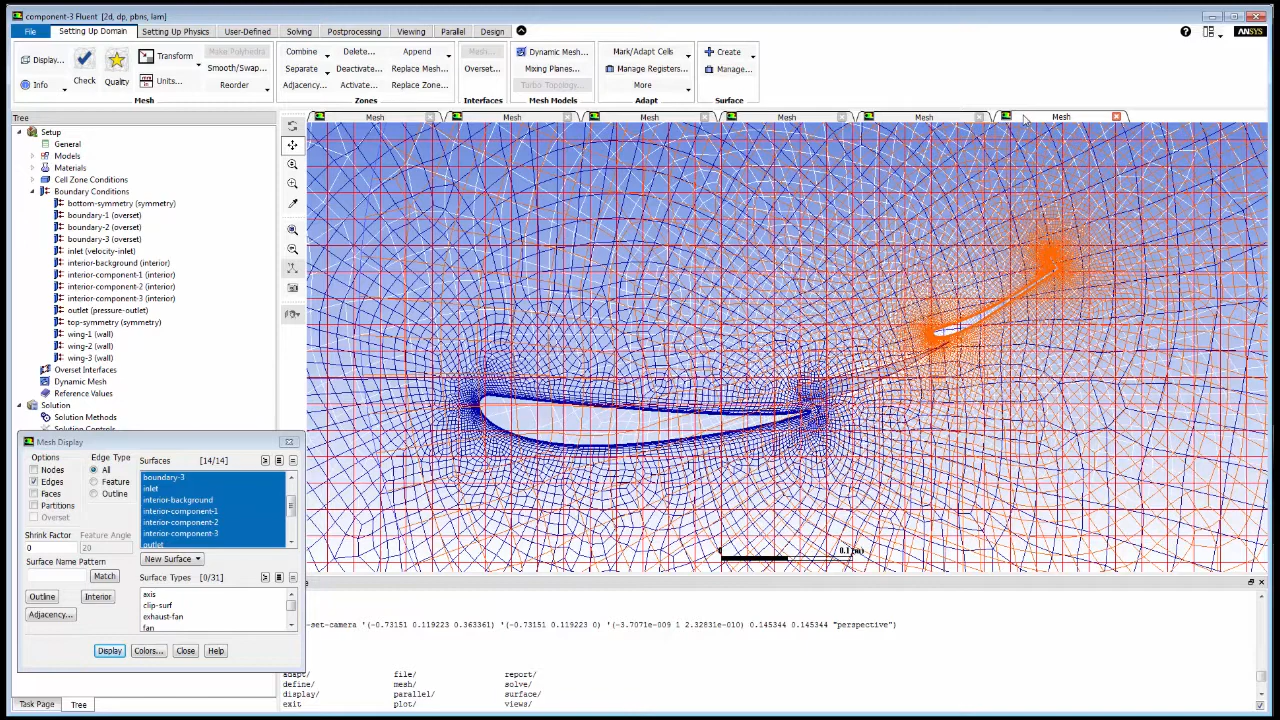 component-3 Fluent [2d, dp, pbns, lam]
File Setting Up Domain Setting Up Physics User-Defined Solving Postprocessing Viewing Parallel Design ANSYS
Display... Transform Make Polyhedra Combine Delete... Append Mesh... Dynamic Mesh... Mark/Adapt Cells Create
Info Check Quality Units... Smooth/Swap... Separate Deactivate... Replace Mesh... Overset... Mixing Planes... Manage Registers... Manage...
Reorder Adjacency... Activate... Replace Zone... Turbo Topology... More
Mesh Zones Interfaces Mesh Models Adapt Surface
Tree Mesh Mesh Mesh Mesh Mesh Mesh
Setup
General
Models
Materials
Cell Zone Conditions
Boundary Conditions
bottom-symmetry (symmetry)
boundary-1 (overset)
boundary-2 (overset)
boundary-3 (overset)
inlet (velocity-inlet)
interior-background (interior)
interior-component-1 (interior)
interior-component-2 (interior)
interior-component-3 (interior)
outlet (pressure-outlet)
top-symmetry (symmetry)
wing-1 (wall)
wing-2 (wall)
wing-3 (wall)
Overset Interfaces
Dynamic Mesh
Reference Values
Solution
Solution Methods
Solution Controls
Mesh Display
Options Edge Type Surfaces [14/14]
Nodes All
Edges Feature
Faces Outline
Partitions
Overset
boundary-3
inlet
interior-background
interior-component-1
interior-component-2
interior-component-3
outlet
Shrink Factor Feature Angle
0 20
New Surface
Surface Name Pattern
Match
Surface Types [0/31]
axis
clip-surf
exhaust-fan
fan
Outline Interior
Adjacency...
Display Colors... Close Help
Task Page Tree
0 0.1 (m)
-set-camera '(-0.73151 0.119223 0.363361) '(-0.73151 0.119223 0) '(-3.7071e-009 1 2.32831e-010) 0.145344 0.145344 "perspective")
adapt/ file/ report/
define/ mesh/ solve/
display/ parallel/ surface/
exit plot/ views/